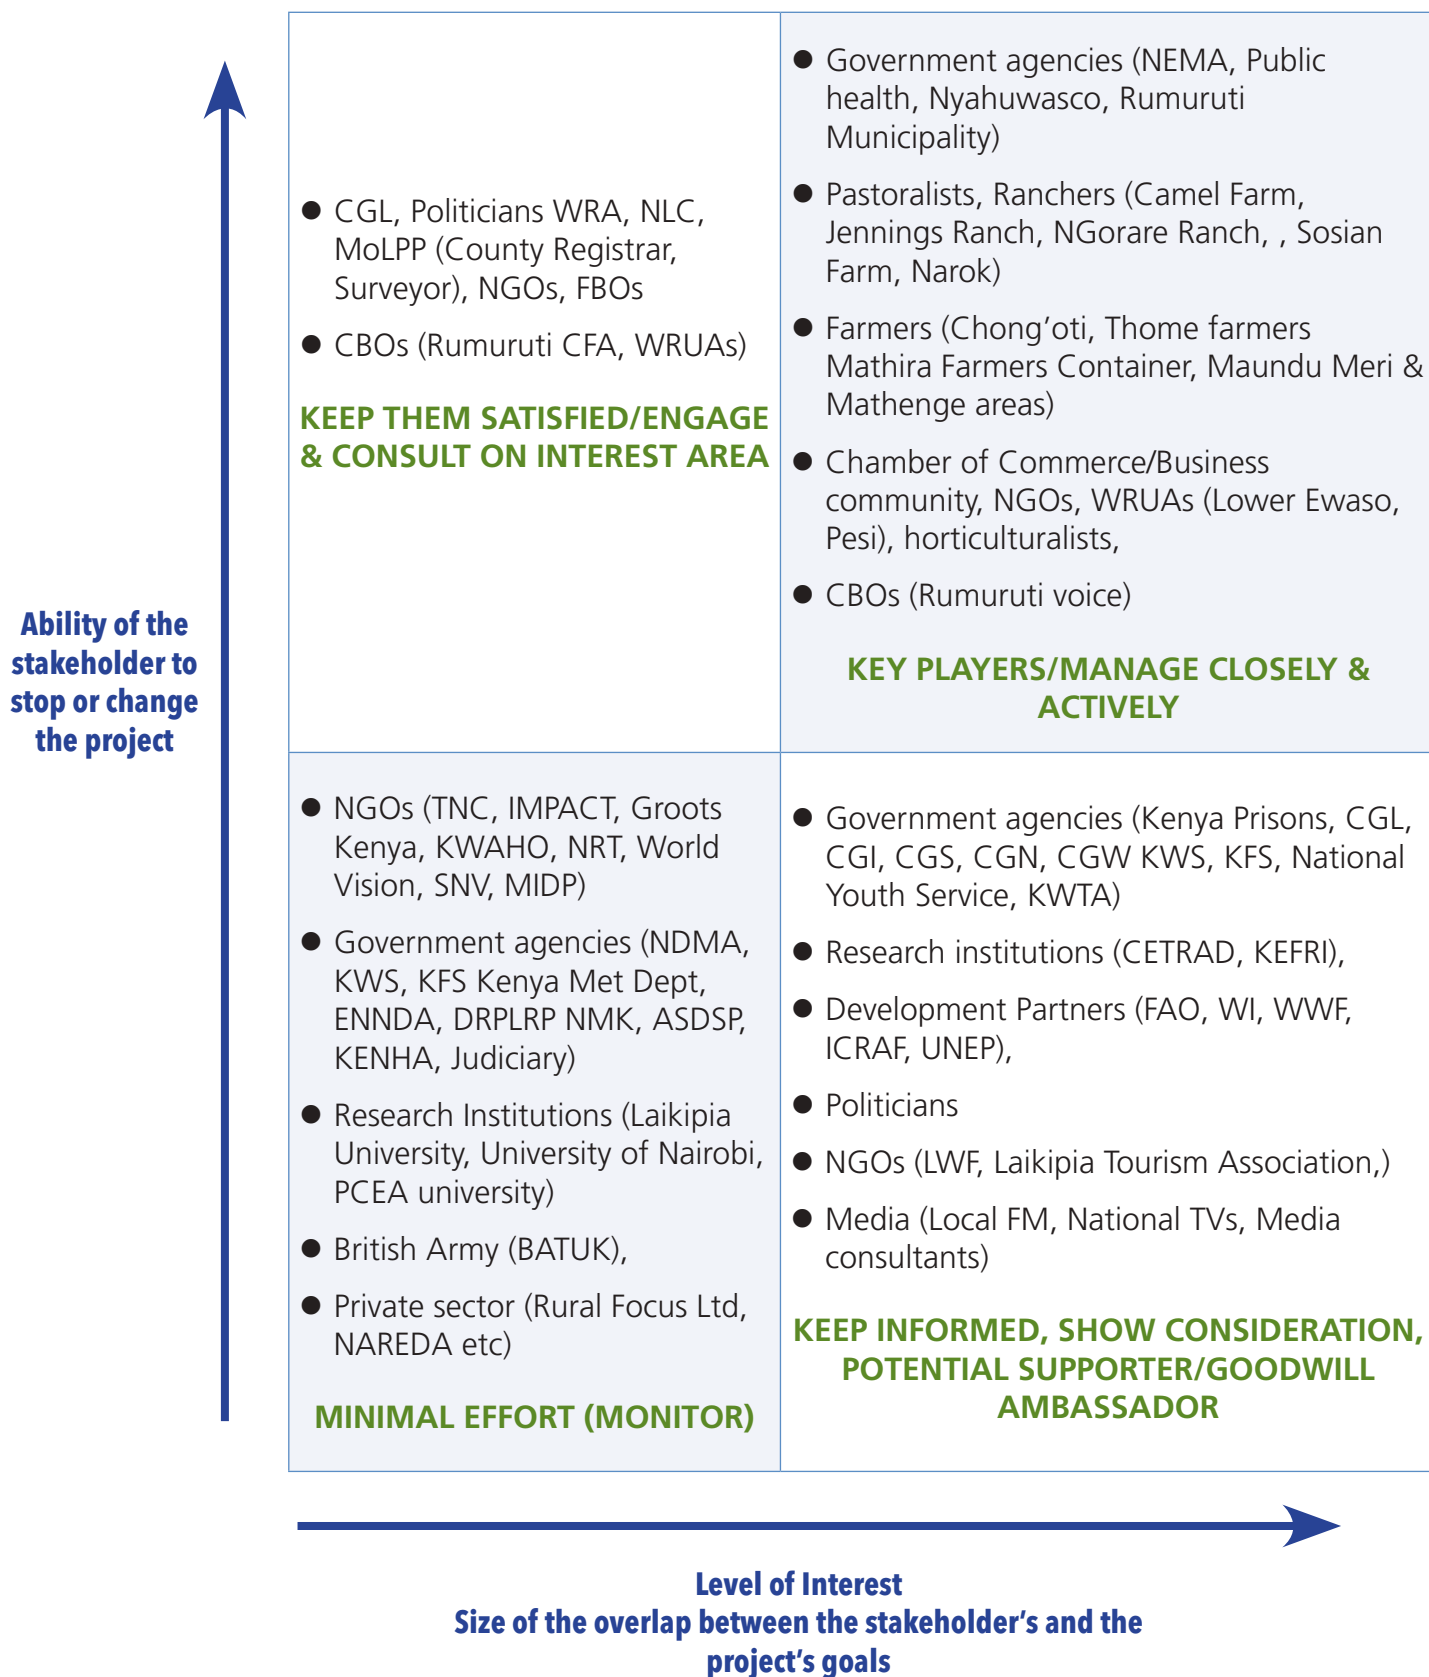 Ability of the
stakeholder to
stop or change
the project
● CGL, Politicians WRA, NLC,
MoLPP (County Registrar,
Surveyor), NGOs, FBOs
● CBOs (Rumuruti CFA, WRUAs)
KEEP THEM SATISFIED/ENGAGE
& CONSULT ON INTEREST AREA
● Government agencies (NEMA, Public
health, Nyahuwasco, Rumuruti
Municipality)
● Pastoralists, Ranchers (Camel Farm,
Jennings Ranch, NGorare Ranch, , Sosian
Farm, Narok)
● Farmers (Chong’oti, Thome farmers
Mathira Farmers Container, Maundu Meri &
Mathenge areas)
● Chamber of Commerce/Business
community, NGOs, WRUAs (Lower Ewaso,
Pesi), horticulturalists,
● CBOs (Rumuruti voice)
KEY PLAYERS/MANAGE CLOSELY &
ACTIVELY
● NGOs (TNC, IMPACT, Groots
Kenya, KWAHO, NRT, World
Vision, SNV, MIDP)
● Government agencies (NDMA,
KWS, KFS Kenya Met Dept,
ENNDA, DRPLRP NMK, ASDSP,
KENHA, Judiciary)
● Research Institutions (Laikipia
University, University of Nairobi,
PCEA university)
● British Army (BATUK),
● Private sector (Rural Focus Ltd,
NAREDA etc)
MINIMAL EFFORT (MONITOR)
● Government agencies (Kenya Prisons, CGL,
CGI, CGS, CGN, CGW KWS, KFS, National
Youth Service, KWTA)
● Research institutions (CETRAD, KEFRI),
● Development Partners (FAO, WI, WWF,
ICRAF, UNEP),
● Politicians
● NGOs (LWF, Laikipia Tourism Association,)
● Media (Local FM, National TVs, Media
consultants)
KEEP INFORMED, SHOW CONSIDERATION,
POTENTIAL SUPPORTER/GOODWILL
AMBASSADOR
Level of Interest
Size of the overlap between the stakeholder’s and the
project’s goals